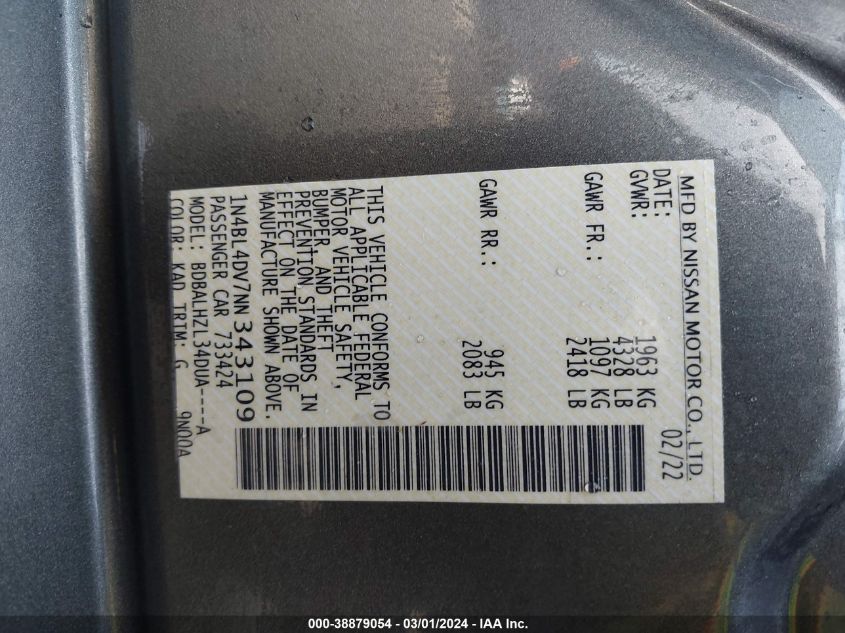 MFD BY NISSAN MOTOR CO., LTD.
DATE: 02/22
GVWR: 1963 KG
4328 LB
GAWR FR.: 1097 KG
2418 LB
GAWR RR.: 945 KG
2083 LB
THIS VEHICLE CONFORMS TO
ALL APPLICABLE FEDERAL
MOTOR VEHICLE SAFETY,
BUMPER AND THEFT
PREVENTION STANDARDS IN
EFFECT ON THE DATE OF
MANUFACTURE SHOWN ABOVE.
1N4BL4DV7NN343109
PASSENGER CAR 733424
MODEL: BDBALHZL34DUA----A
COLOR: KAD TRIM: G 9N00A
000-38879054 - 03/01/2024 - IAA Inc.